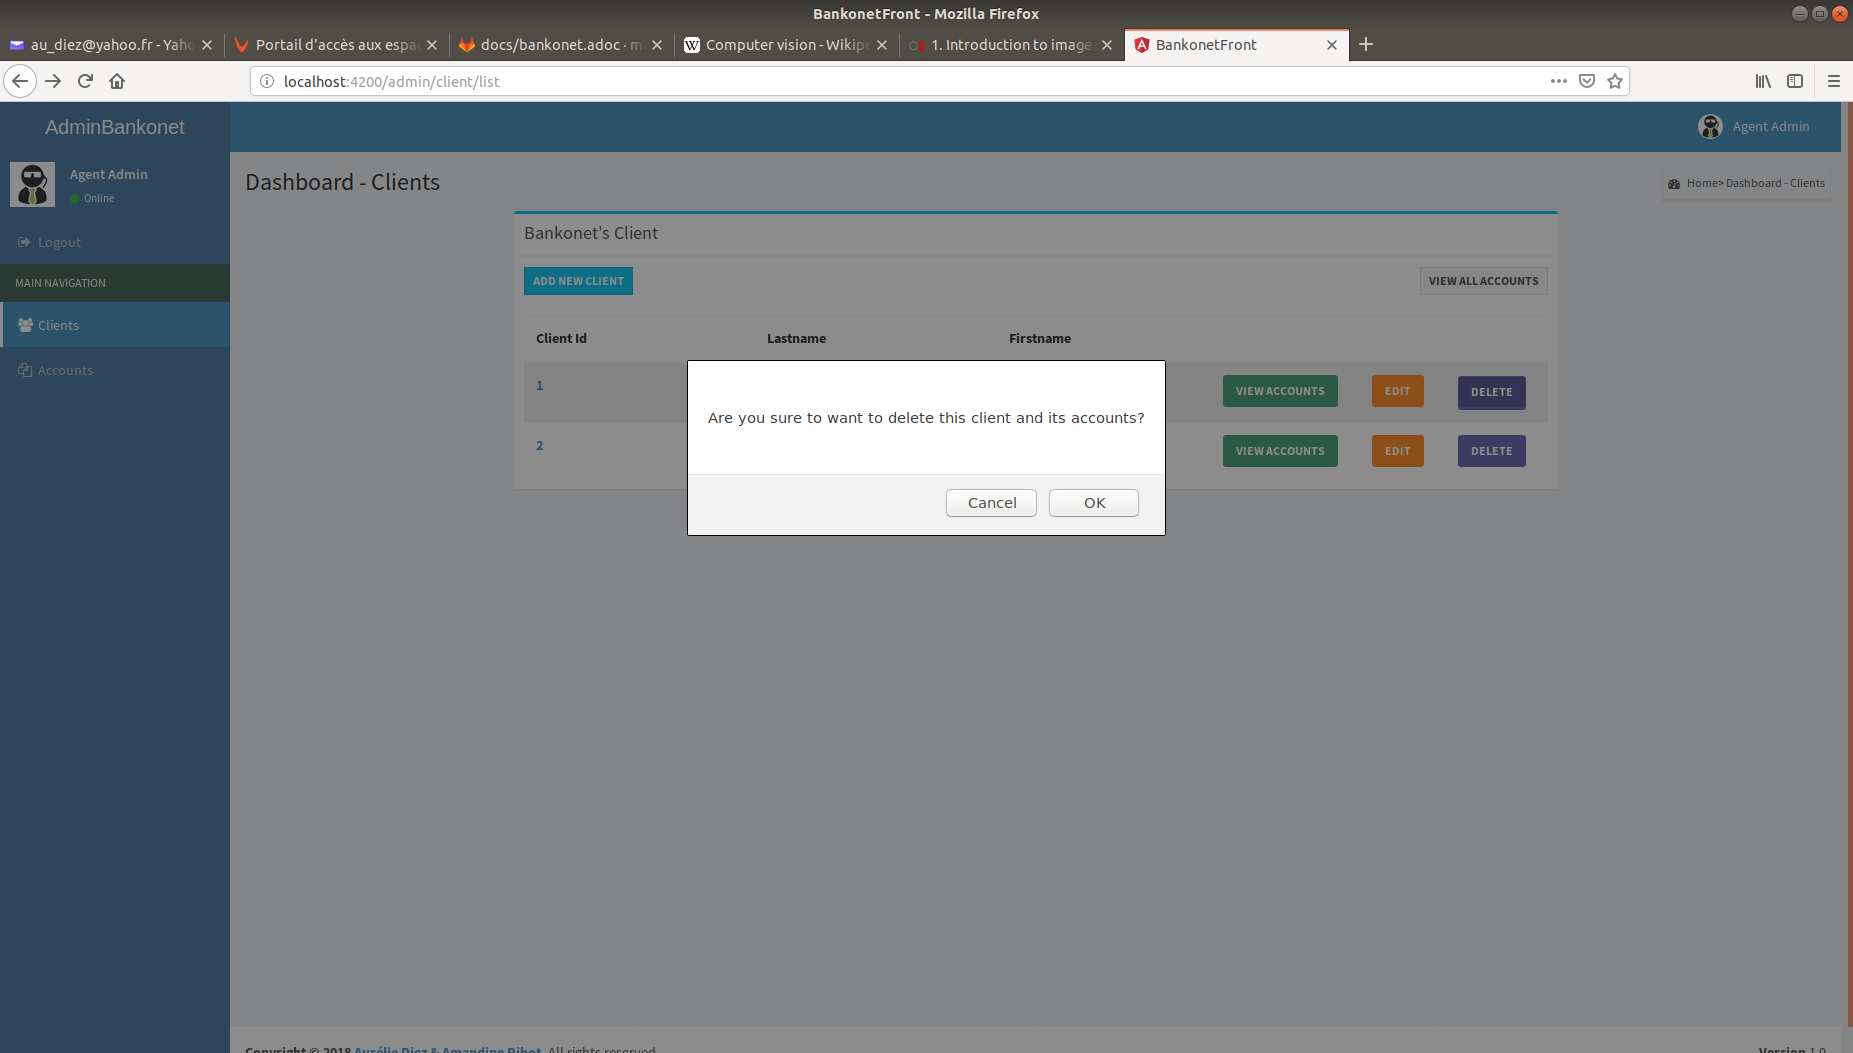 BankonetFront - Mozilla Firefox
au_diez@yahoo.fr - Yaho
Portail d'accès aux espa
docs/bankonet.adoc · m
Computer vision - Wikip
1. Introduction to image
BankonetFront
localhost:4200/admin/client/list
AdminBankonet
Agent Admin
Agent Admin
Online
Dashboard - Clients
Home> Dashboard - Clients
Logout
MAIN NAVIGATION
Clients
Accounts
Bankonet's Client
ADD NEW CLIENT
VIEW ALL ACCOUNTS
Client Id Lastname Firstname
1 VIEW ACCOUNTS EDIT DELETE
2 VIEW ACCOUNTS EDIT DELETE
Are you sure to want to delete this client and its accounts?
Cancel OK
Copyright © 2018 Aurélie Diez & Amandine Bibet. All rights reserved.
Version 1.0